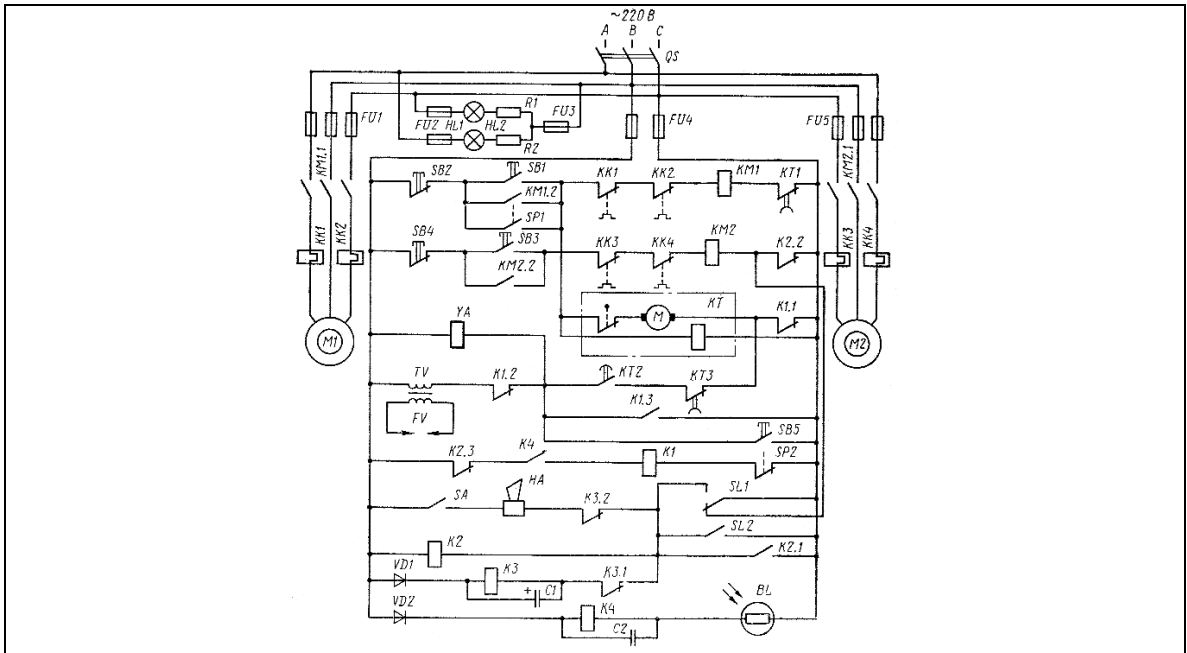 ~220 В
А В С
QS
R1
FU2 HL1 HL2 FU3
R2
FU1
FU4
FU5
KM1.1
KM2.1
SB2
SB1
KM1.2
SP1
KK1
KK2
KM1
KT1
KK1
KK2
SB4
SB3
KM2.2
KK3
KK4
KM2
K2.2
KK3
KK4
KT
M
K1.1
YA
M1
M2
TV
K1.2
KT2
KT3
FV
K1.3
SB5
K2.3
K4
K1
SP2
SA
HA
K3.2
SL1
SL2
K2
K2.1
VD1
K3
K3.1
+ C1
VD2
K4
C2
BL